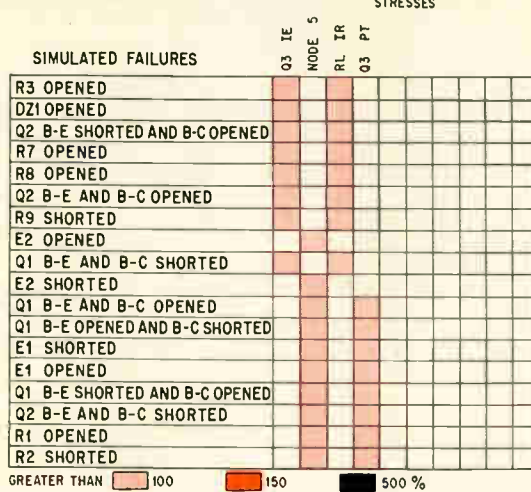 STRESSES
Q3 IE
NODE 5
RL IR
Q3 PT
SIMULATED FAILURES
R3 OPENED
DZ1 OPENED
Q2 B-E SHORTED AND B-C OPENED
R7 OPENED
R8 OPENED
Q2 B-E AND B-C OPENED
R9 SHORTED
E2 OPENED
Q1 B-E AND B-C SHORTED
E2 SHORTED
Q1 B-E AND B-C OPENED
Q1 B-E OPENED AND B-C SHORTED
E1 SHORTED
E1 OPENED
Q1 B-E SHORTED AND B-C OPENED
Q2 B-E AND B-C SHORTED
R1 OPENED
R2 SHORTED
GREATER THAN 100 150 500 %